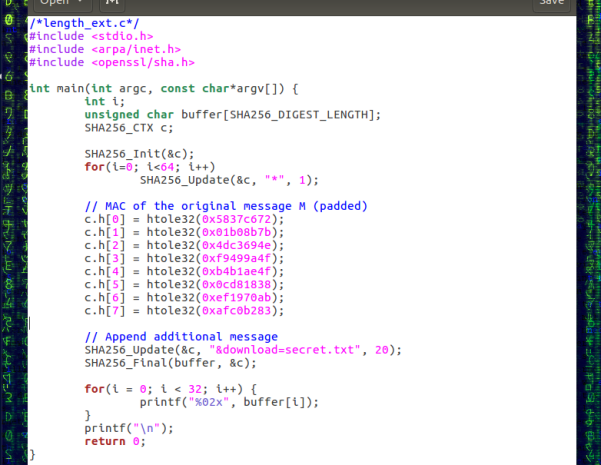 Open
Save
/*length_ext.c*/
#include <stdio.h>
#include <arpa/inet.h>
#include <openssl/sha.h>
int main(int argc, const char*argv[]) {
int i;
unsigned char buffer[SHA256_DIGEST_LENGTH];
SHA256_CTX c;
SHA256_Init(&c);
for(i=0; i<64; i++)
SHA256_Update(&c, "*", 1);
// MAC of the original message M (padded)
c.h[0] = htole32(0x5837c672);
c.h[1] = htole32(0x01b08b7b);
c.h[2] = htole32(0x4dc3694e);
c.h[3] = htole32(0xf9499a4f);
c.h[4] = htole32(0xb4b1ae4f);
c.h[5] = htole32(0x0cd81838);
c.h[6] = htole32(0xef1970ab);
c.h[7] = htole32(0xafc0b283);
// Append additional message
SHA256_Update(&c, "&download=secret.txt", 20);
SHA256_Final(buffer, &c);
for(i = 0; i < 32; i++) {
printf("%02x", buffer[i]);
}
printf("\n");
return 0;
}